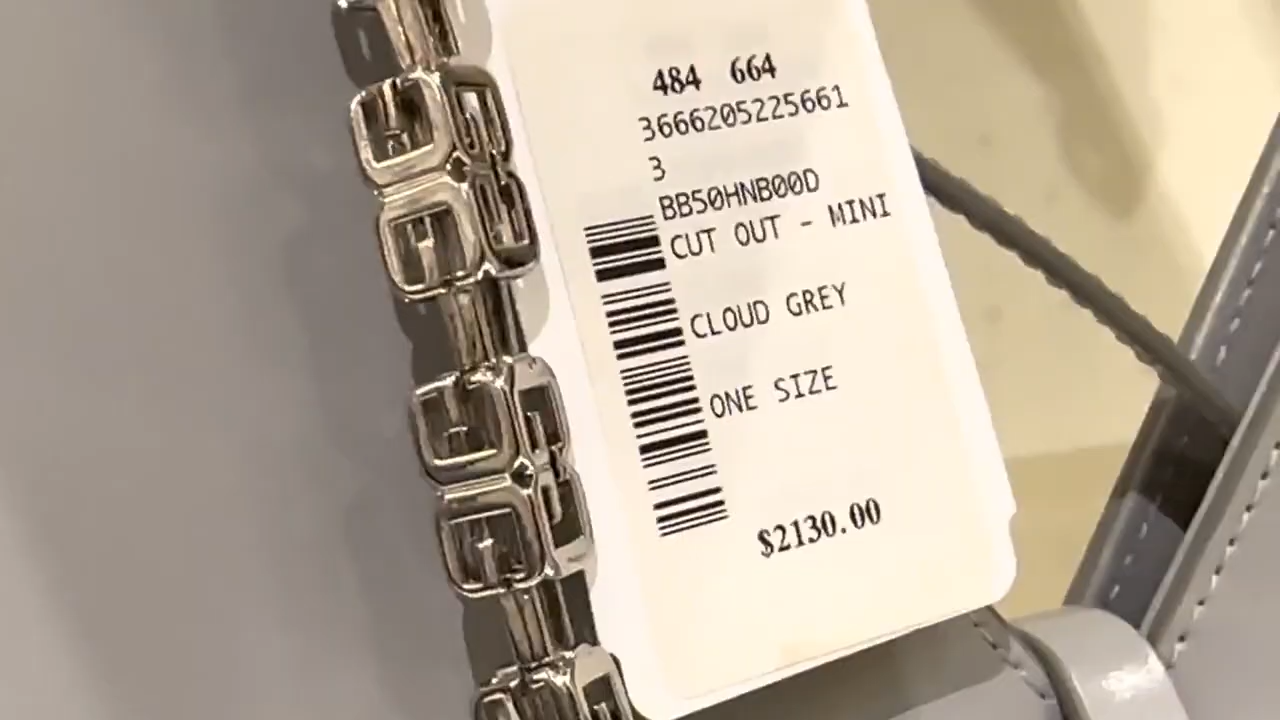 484 664
3666205225661
3
BB50HNB00D
CUT OUT - MINI
CLOUD GREY
ONE SIZE
$2130.00